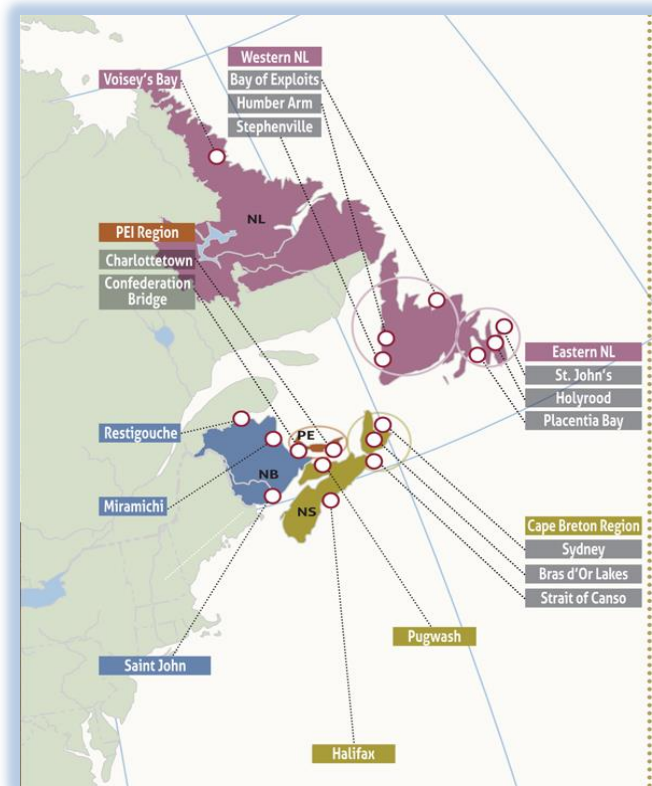 Western NL
Bay of Exploits
Humber Arm
Stephenville
Voisey's Bay
NL
PEI Region
Charlottetown
Confederation
Bridge
Eastern NL
St. John's
Holyrood
Placentia Bay
Restigouche
PE
NB
Miramichi
NS
Cape Breton Region
Sydney
Bras d'Or Lakes
Strait of Canso
Pugwash
Saint John
Halifax